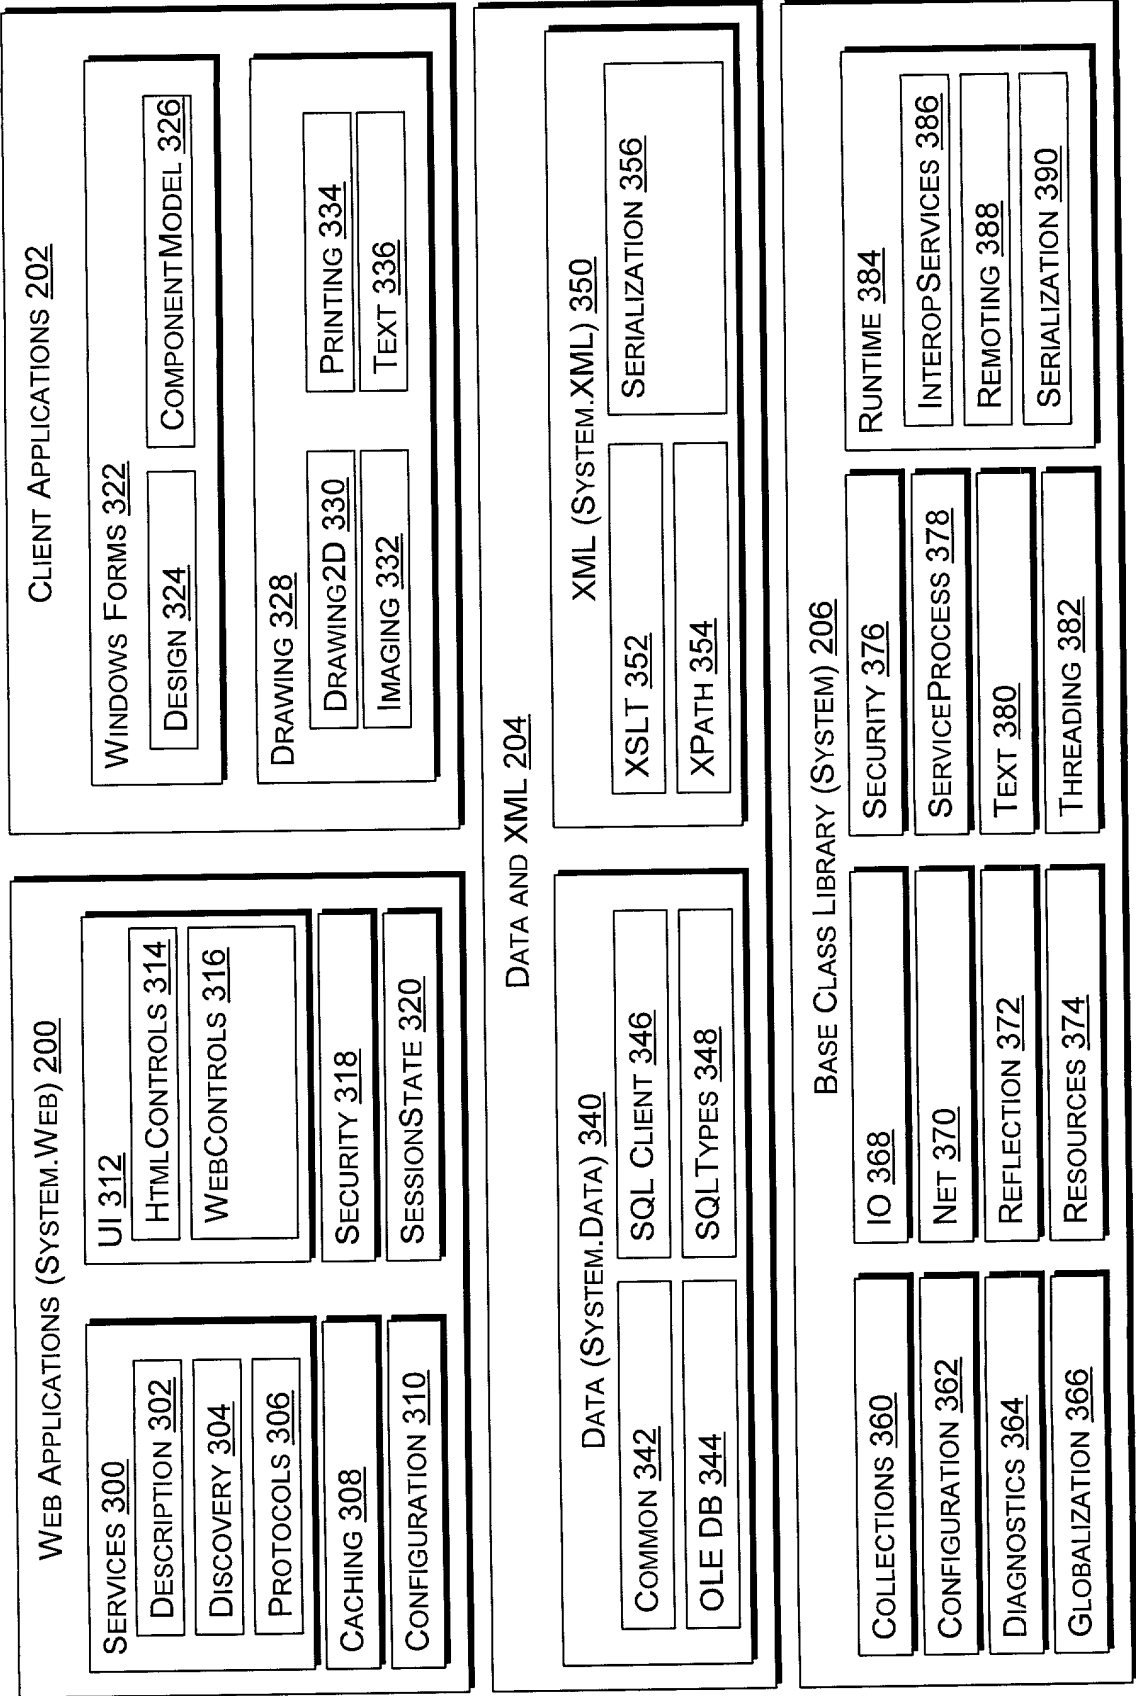 WEB APPLICATIONS (SYSTEM.WEB) 200
SERVICES 300
DESCRIPTION 302
DISCOVERY 304
PROTOCOLS 306
CACHING 308
CONFIGURATION 310
UI 312
HTMLCONTROLS 314
WEBCONTROLS 316
SECURITY 318
SESSIONSTATE 320
CLIENT APPLICATIONS 202
WINDOWS FORMS 322
DESIGN 324
COMPONENTMODEL 326
DRAWING 328
DRAWING2D 330
IMAGING 332
PRINTING 334
TEXT 336
DATA AND XML 204
DATA (SYSTEM.DATA) 340
COMMON 342
OLE DB 344
SQL CLIENT 346
SQLTYPES 348
XML (SYSTEM.XML) 350
XSLT 352
XPATH 354
SERIALIZATION 356
BASE CLASS LIBRARY (SYSTEM) 206
COLLECTIONS 360
CONFIGURATION 362
DIAGNOSTICS 364
GLOBALIZATION 366
IO 368
NET 370
REFLECTION 372
RESOURCES 374
SECURITY 376
SERVICEPROCESS 378
TEXT 380
THREADING 382
RUNTIME 384
INTEROPSERVICES 386
REMOTING 388
SERIALIZATION 390